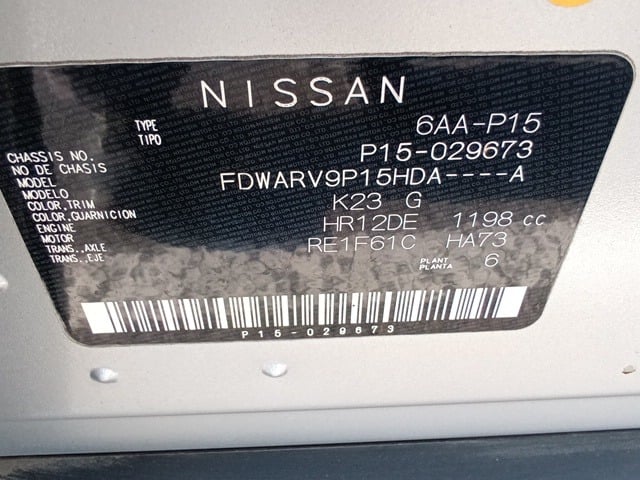 NISSAN
TYPE
TIPO 6AA-P15
CHASSIS NO.
NO DE CHASIS P15-029673
MODEL
MODELO FDWARV9P15HDA----A
COLOR,TRIM
COLOR,GUARNICION K23 G
ENGINE
MOTOR HR12DE 1198 cc
TRANS.,AXLE
TRANS.,EJE RE1F61C HA73
PLANT
PLANTA 6
P15-029673